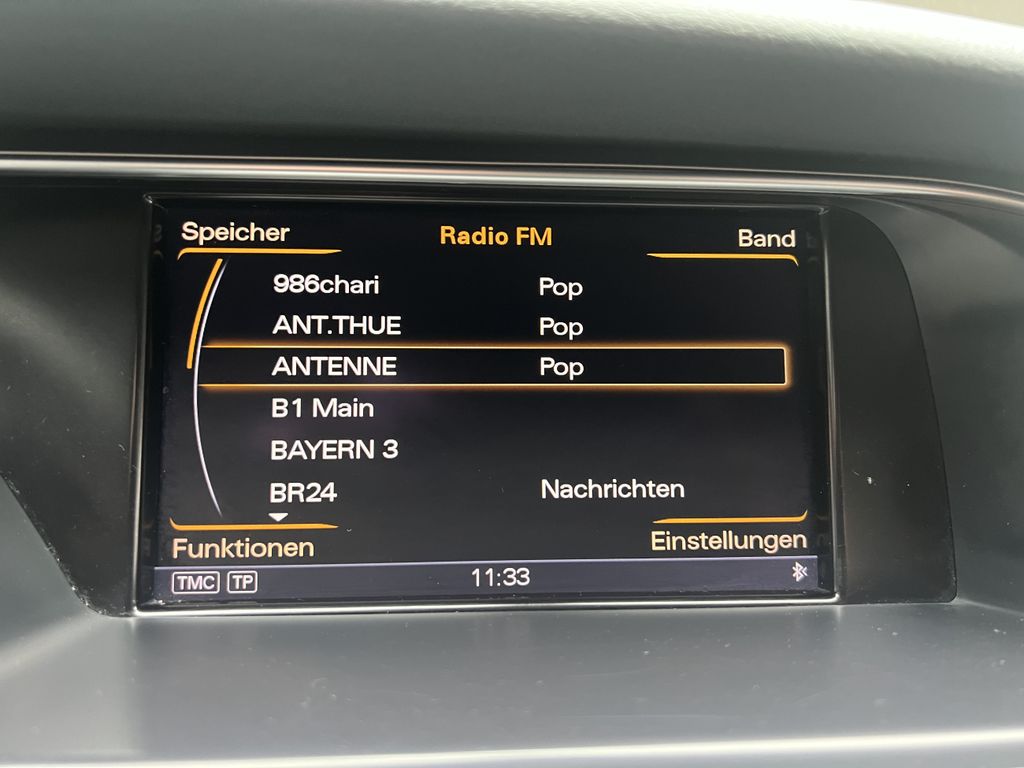 Speicher Radio FM Band
986chari Pop
ANT.THUE Pop
ANTENNE Pop
B1 Main
BAYERN 3
BR24 Nachrichten
Funktionen Einstellungen
TMC TP 11:33